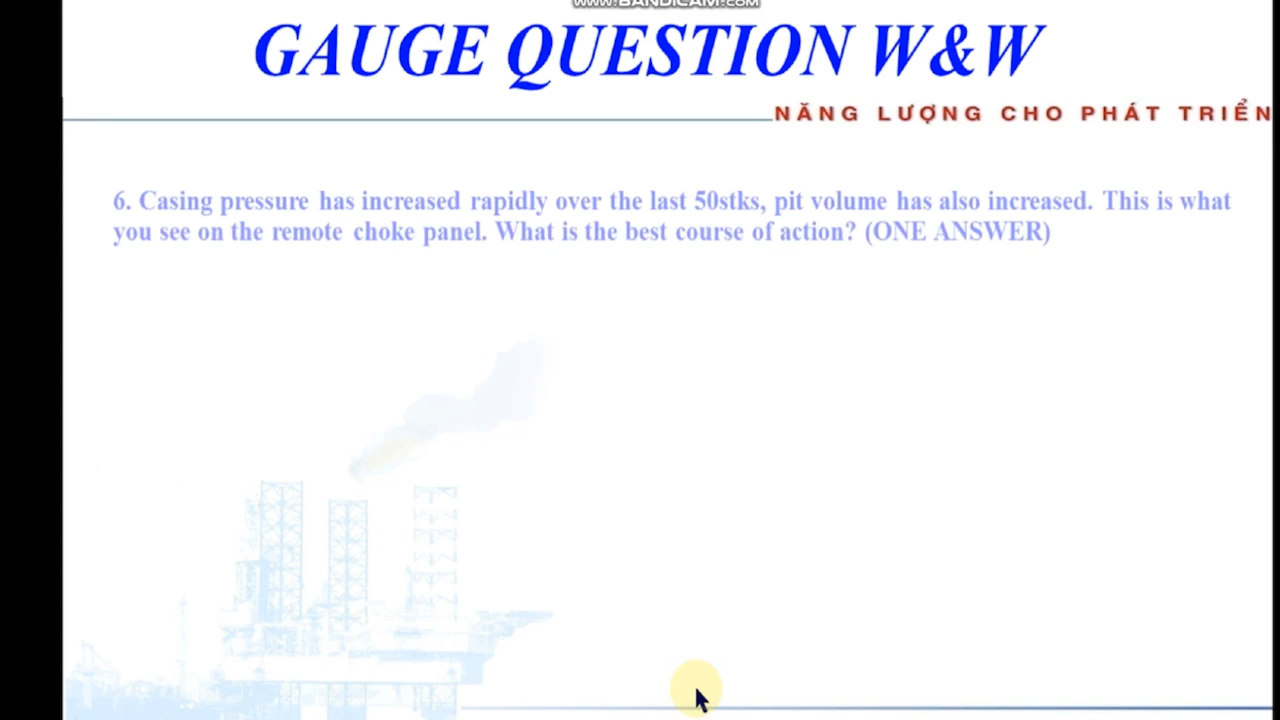 www.BANDICAM.com
GAUGE QUESTION W&W
NĂNG LƯỢNG CHO PHÁT TRIỂN
6. Casing pressure has increased rapidly over the last 50stks, pit volume has also increased. This is what
you see on the remote choke panel. What is the best course of action? (ONE ANSWER)